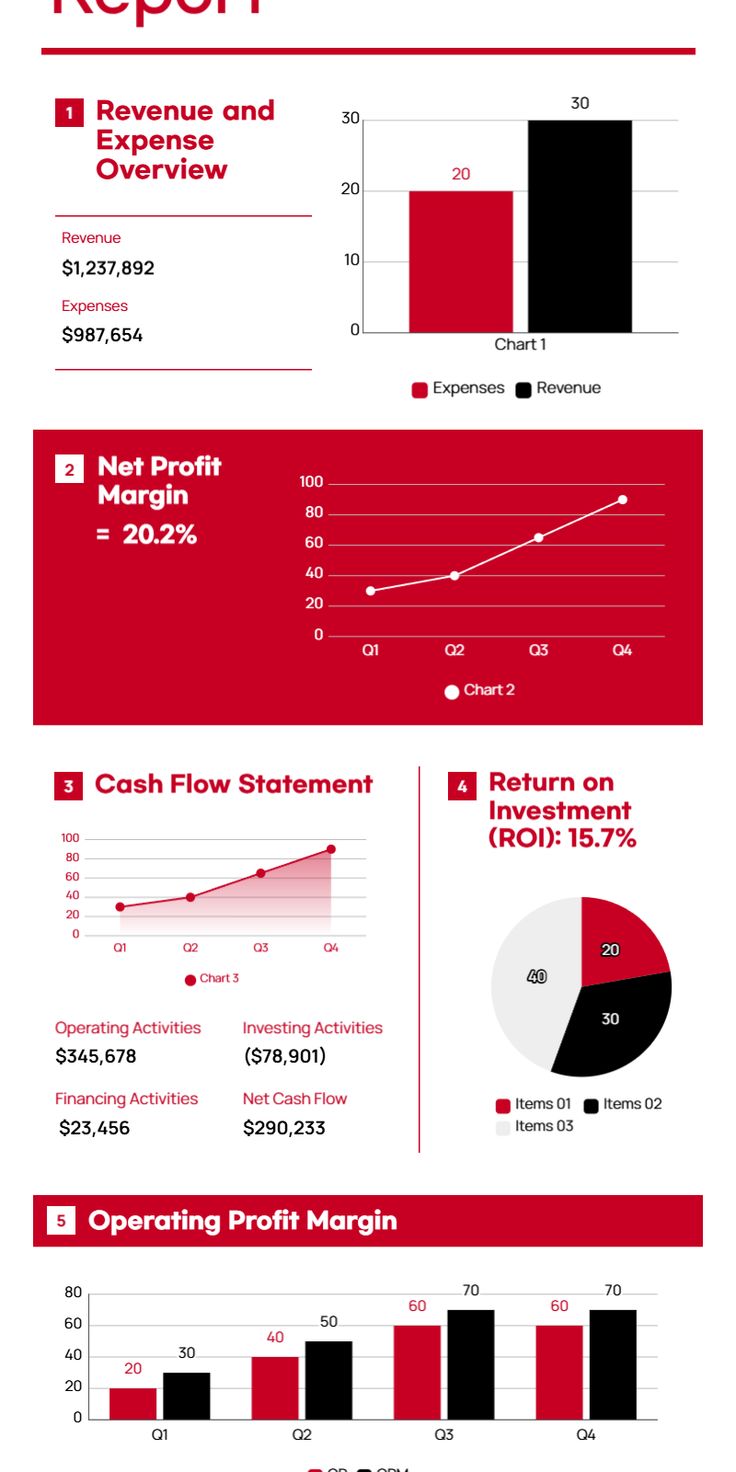 Report
1
Revenue and
Expense
Overview
Revenue
$1,237,892
Expenses
$987,654
30
20
10
0
20
30
Chart 1
Expenses
Revenue
2
Net Profit
Margin
= 20.2%
100
80
60
40
20
0
Q1
Q2
Q3
Q4
Chart 2
3
Cash Flow Statement
100
80
60
40
20
0
Q1
Q2
Q3
Q4
Chart 3
Operating Activities
Investing Activities
$345,678
($78,901)
Financing Activities
Net Cash Flow
$23,456
$290,233
4
Return on
Investment
(ROI): 15.7%
20
30
40
Items 01
Items 02
Items 03
5
Operating Profit Margin
80
60
40
20
0
20
30
40
50
60
70
60
70
Q1
Q2
Q3
Q4